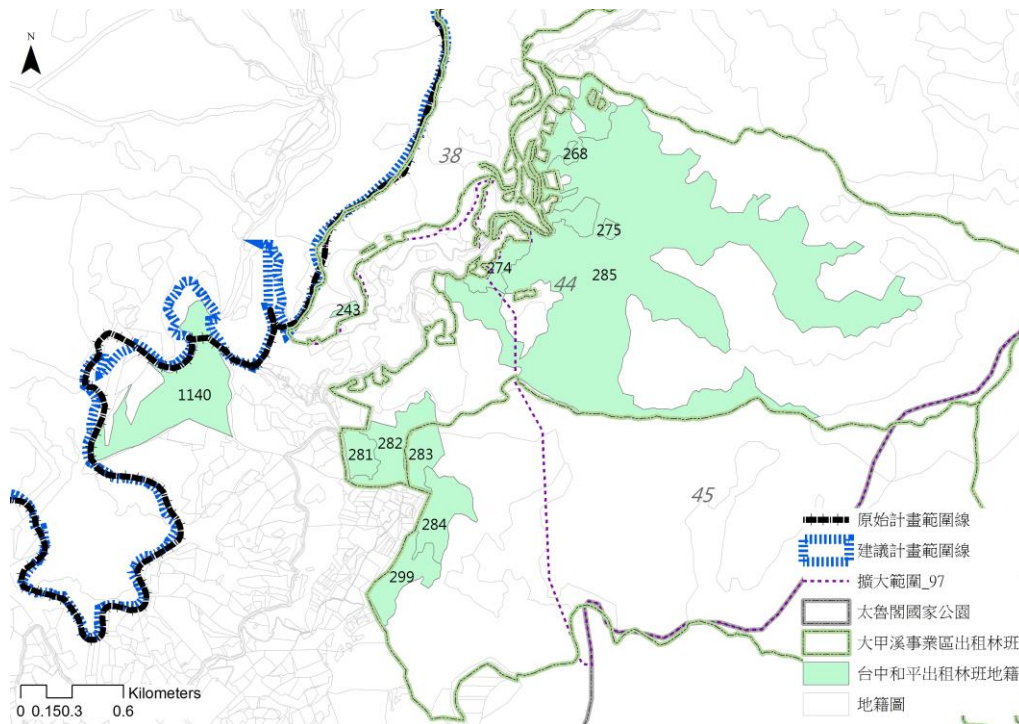 N
38
268
275
274
44
285
243
1140
282
281
283
45
284
299
原始計畫範圍線
建議計畫範圍線
擴大範圍_97
太魯閣國家公園
大甲溪事業區出租林班
台中和平出租林班地籍
地籍圖
Kilometers
0 0.150.3 0.6